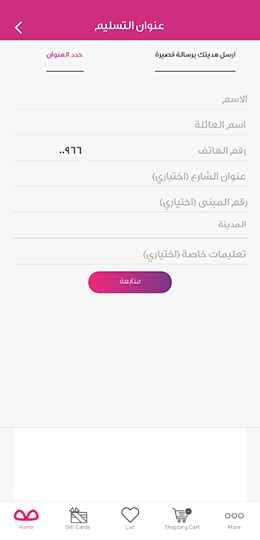 عنوان التسليم
ارسل هديتك برسالة قصيرة
حدد العنوان
الاسم
اسم العائلة
رقم الهاتف ٠٠٩٦٦
عنوان الشارع (اختياري)
رقم المبنى (اختياري)
المدينة
تعليمات خاصة (اختياري)
متابعة
Home Gift Cards List Shopping Cart More